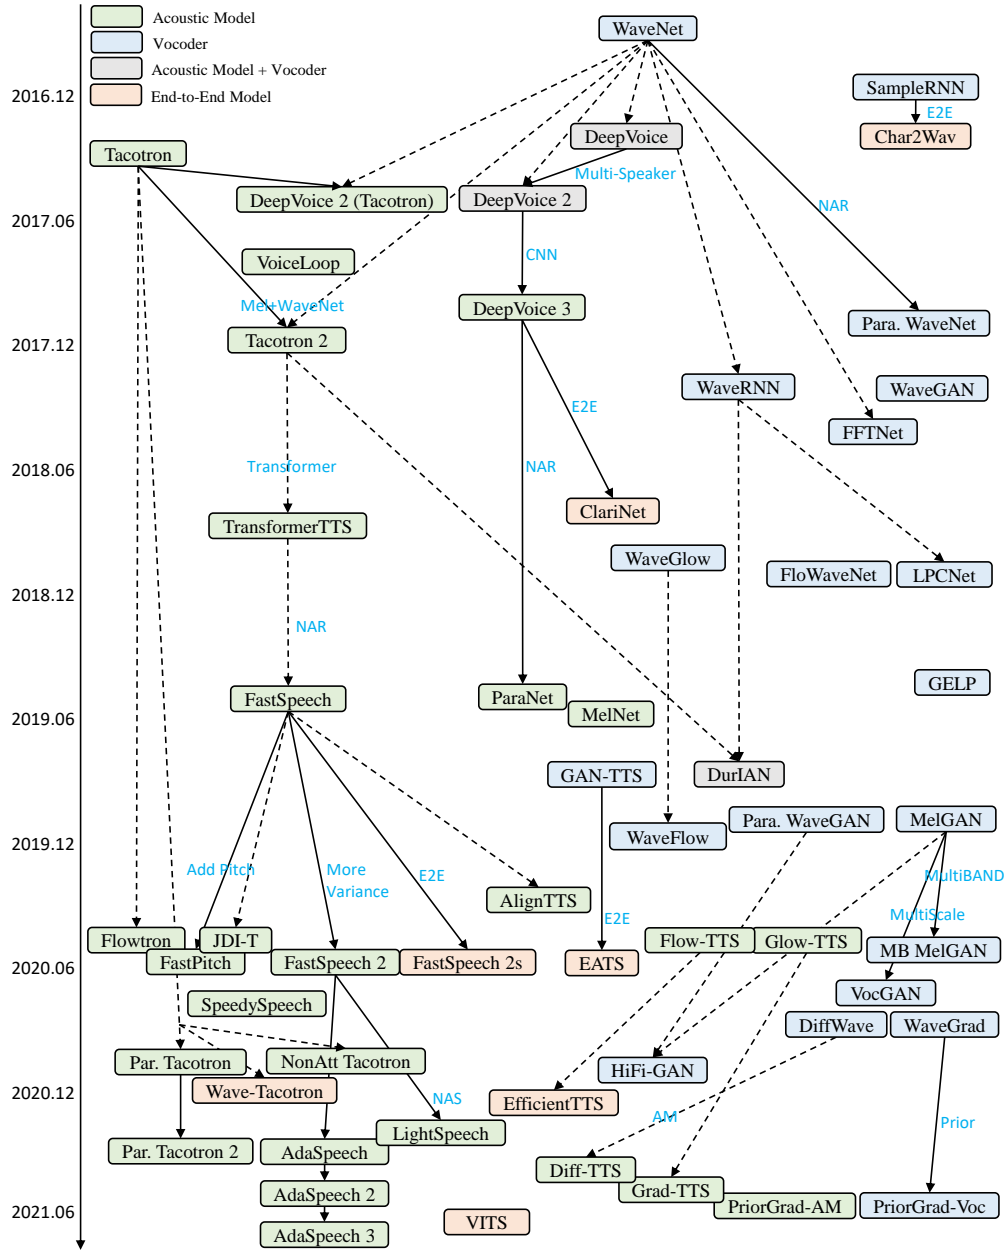 Acoustic Model
Vocoder
Acoustic Model + Vocoder
End-to-End Model
WaveNet
2016.12
SampleRNN
E2E
Char2Wav
DeepVoice
Tacotron
Multi-Speaker
DeepVoice 2 (Tacotron)
DeepVoice 2
NAR
2017.06
VoiceLoop
CNN
Mel+WaveNet
DeepVoice 3
Para. WaveNet
Tacotron 2
2017.12
WaveRNN
WaveGAN
E2E
FFTNet
Transformer
NAR
2018.06
ClariNet
TransformerTTS
WaveGlow
FloWaveNet
LPCNet
2018.12
NAR
GELP
FastSpeech
ParaNet
MelNet
2019.06
GAN-TTS
DurIAN
Para. WaveGAN
MelGAN
WaveFlow
2019.12
Add Pitch
More
Variance
E2E
MultiBAND
AlignTTS
E2E
MultiScale
Flowtron
JDI-T
Flow-TTS
Glow-TTS
FastPitch
FastSpeech 2
FastSpeech 2s
EATS
MB MelGAN
2020.06
VocGAN
SpeedySpeech
DiffWave
WaveGrad
Par. Tacotron
NonAtt Tacotron
HiFi-GAN
Wave-Tacotron
NAS
EfficientTTS
2020.12
AM
Prior
LightSpeech
Par. Tacotron 2
AdaSpeech
Diff-TTS
AdaSpeech 2
Grad-TTS
PriorGrad-AM
PriorGrad-Voc
2021.06
VITS
AdaSpeech 3